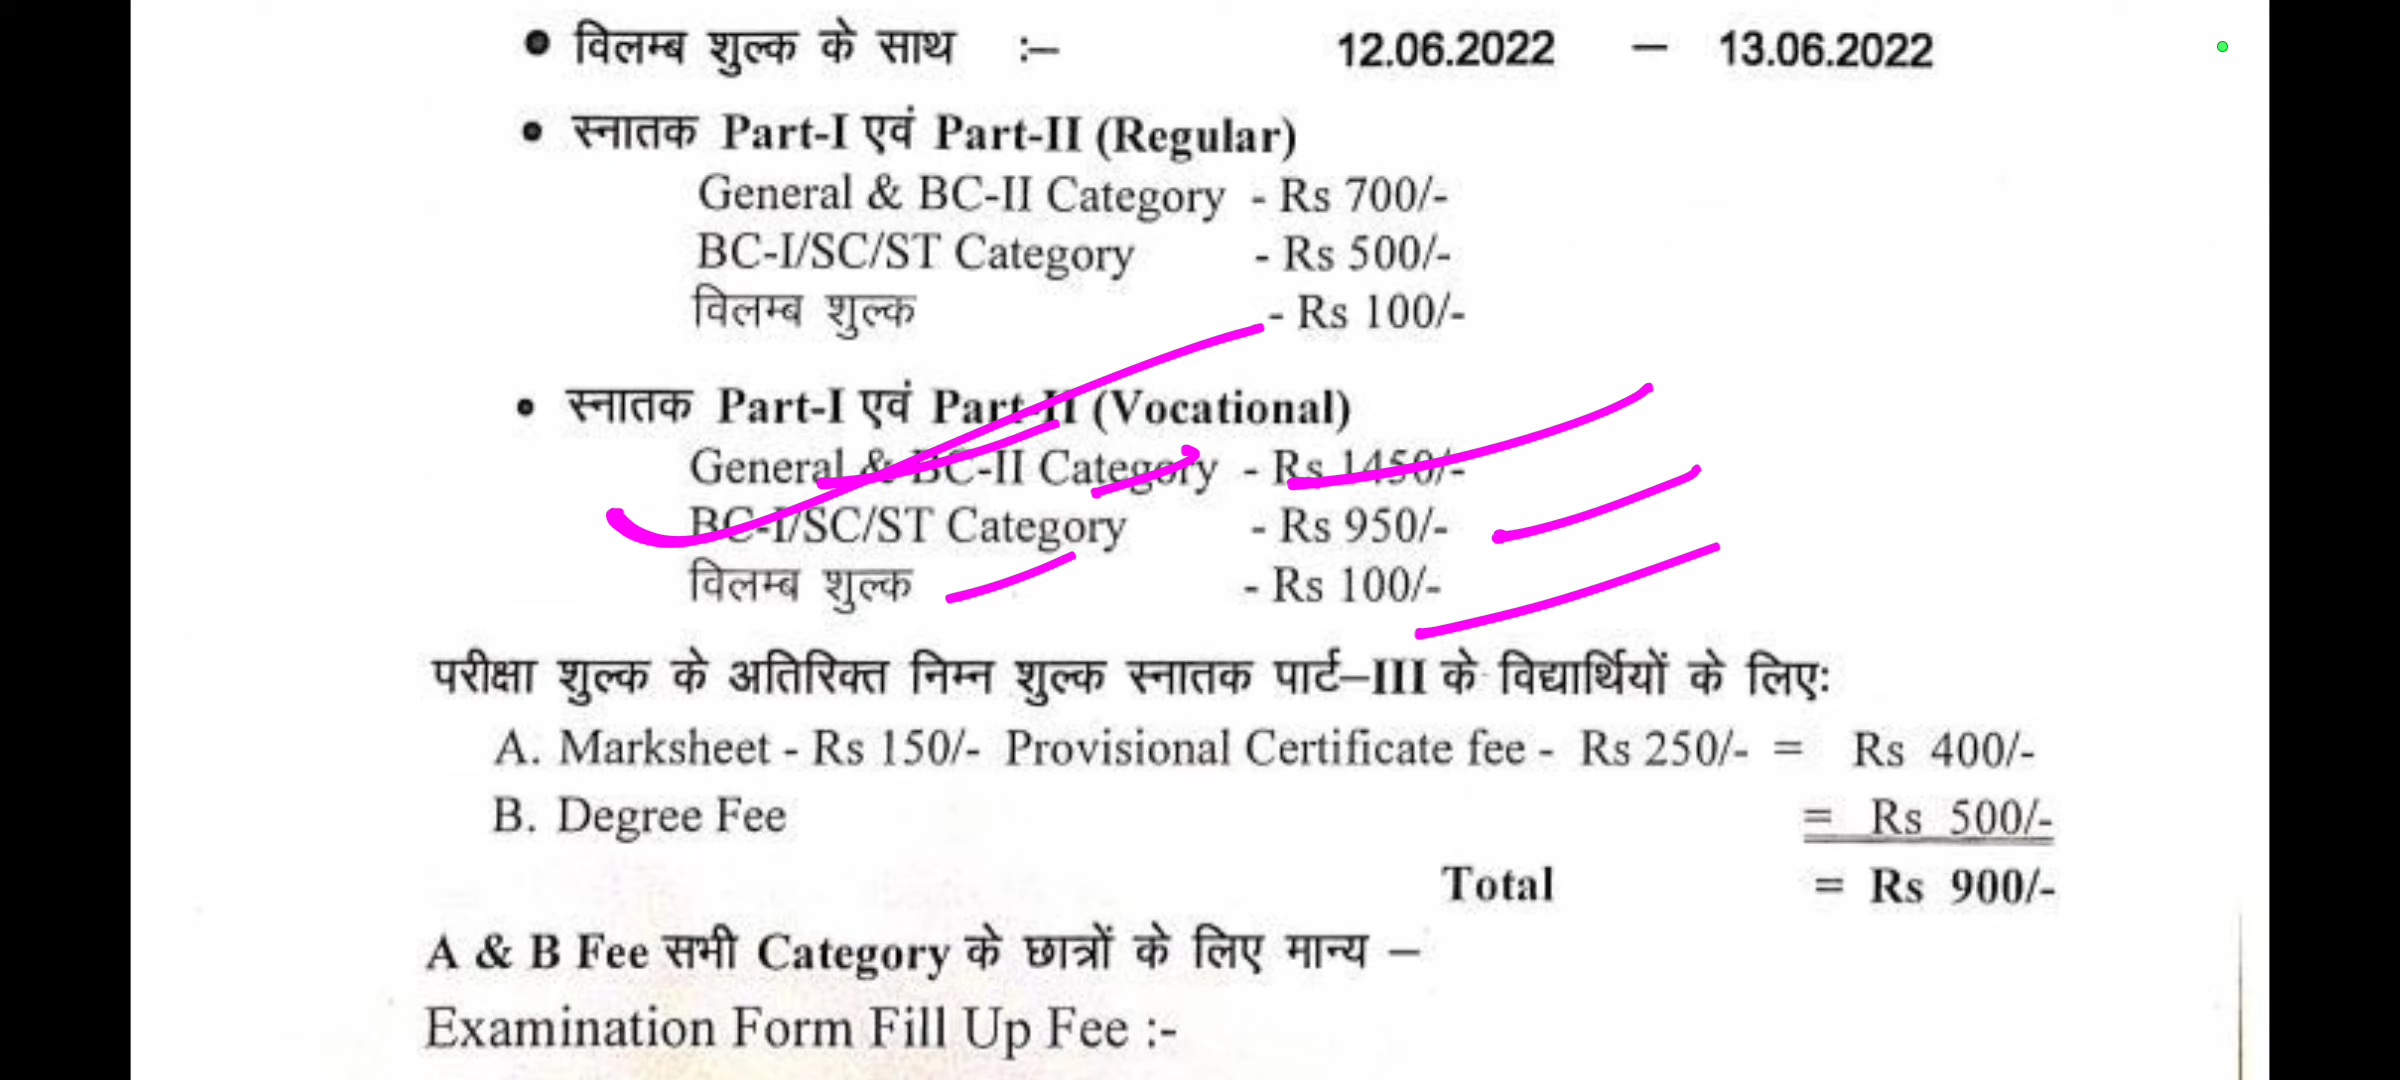 ● विलम्ब शुल्क के साथ :– 12.06.2022 – 13.06.2022
• स्नातक Part-I एवं Part-II (Regular)
General & BC-II Category - Rs 700/-
BC-I/SC/ST Category - Rs 500/-
विलम्ब शुल्क - Rs 100/-
• स्नातक Part-I एवं Part-II (Vocational)
General & BC-II Category - Rs 1450/-
BC-I/SC/ST Category - Rs 950/-
विलम्ब शुल्क - Rs 100/-
परीक्षा शुल्क के अतिरिक्त निम्न शुल्क स्नातक पार्ट–III के विद्यार्थियों के लिए:
A. Marksheet - Rs 150/- Provisional Certificate fee - Rs 250/- = Rs 400/-
B. Degree Fee = Rs 500/-
Total = Rs 900/-
A & B Fee सभी Category के छात्रों के लिए मान्य –
Examination Form Fill Up Fee :-